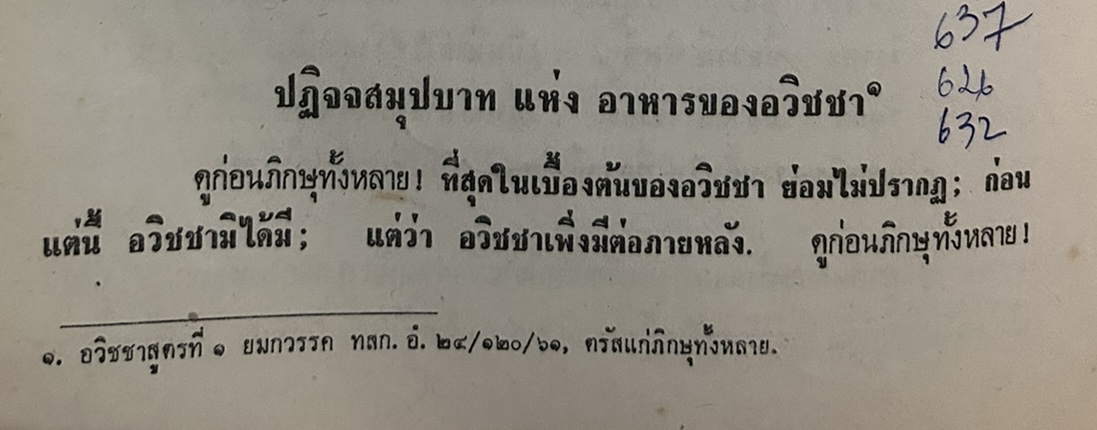 637
626
632
ปฏิจจสมุปบาท แห่ง อาหารของอวิชชา๑
ดูก่อนภิกษุทั้งหลาย! ที่สุดในเบื้องต้นของอวิชชา ย่อมไม่ปรากฏ; ก่อน
แต่นี้ อวิชชามิได้มี; แต่ว่า อวิชชาเพิ่งมีต่อภายหลัง. ดูก่อนภิกษุทั้งหลาย!
๑. อวิชชาสูตรที่ ๑ ยมกวรรค ทสก. อํ. ๒๔/๑๒๐/๖๑, ตรัสแก่ภิกษุทั้งหลาย.